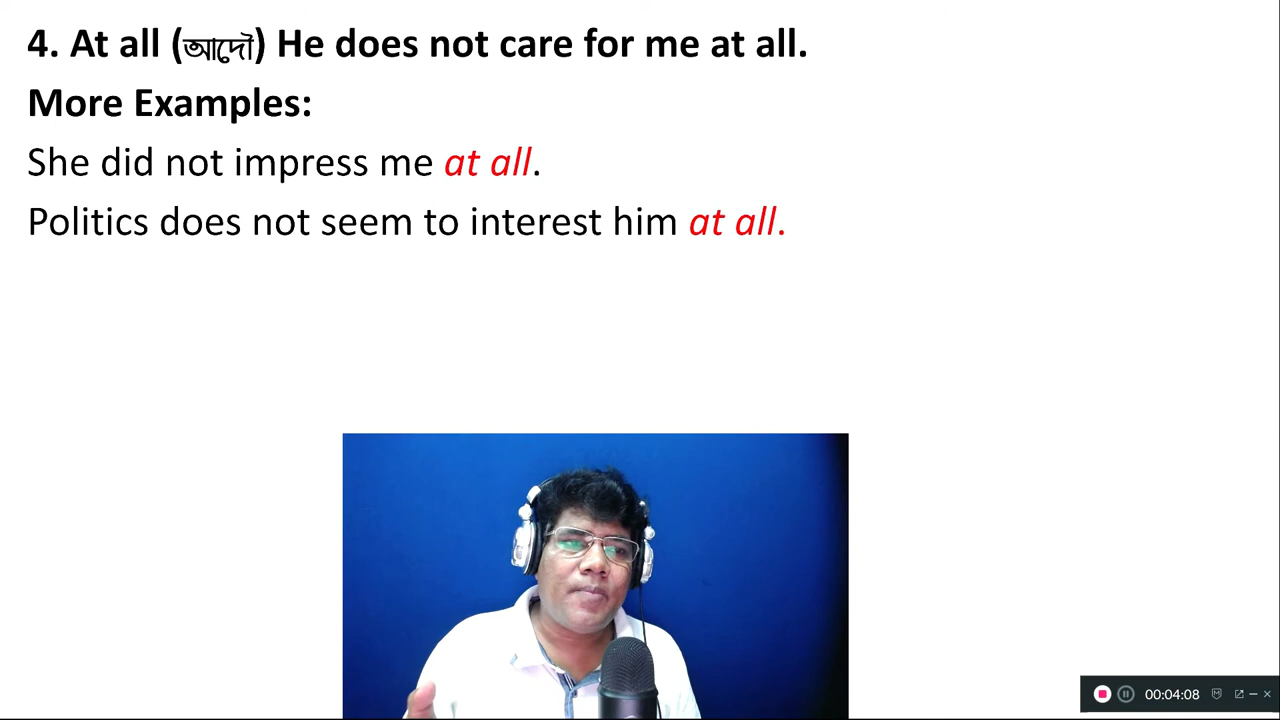 4. At all (আদৌ) He does not care for me at all.
More Examples:
She did not impress me at all.
Politics does not seem to interest him at all.
00:04:08